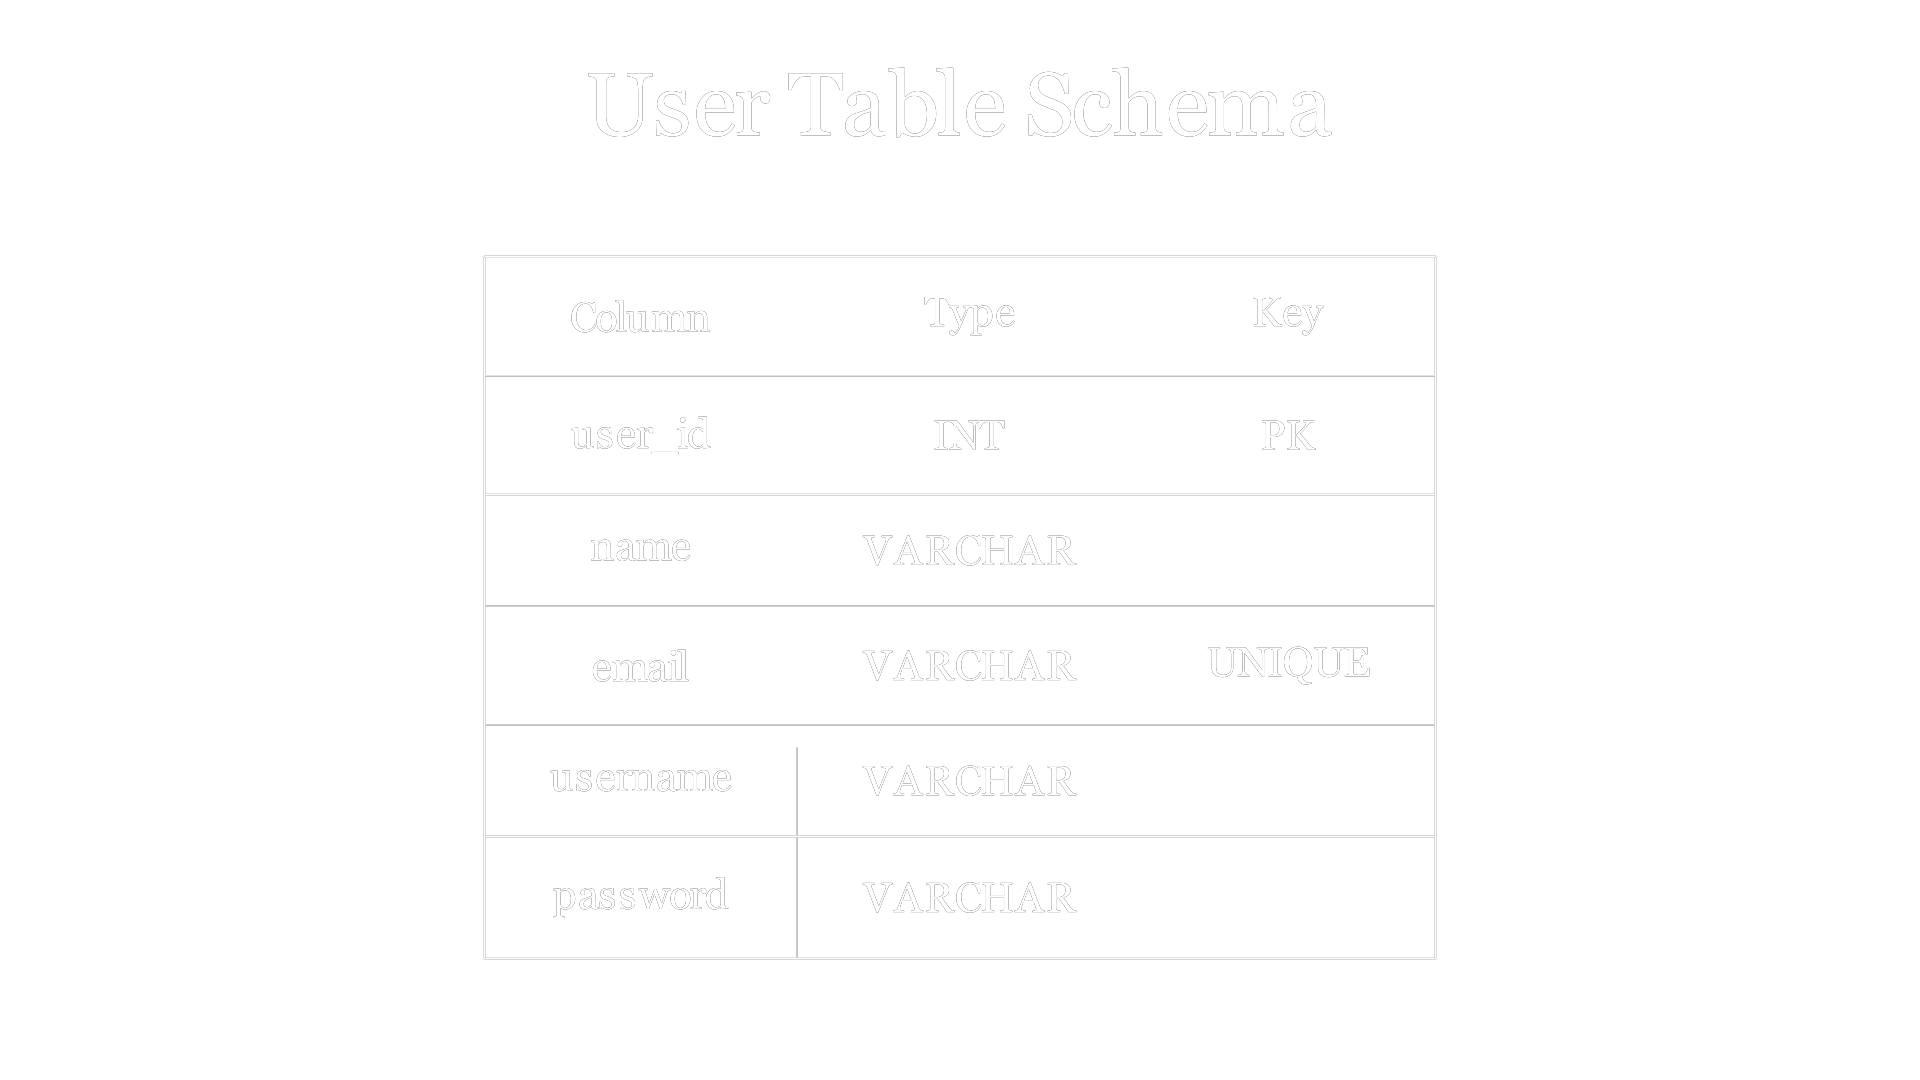 User Table Schema
Column Type Key
user_id INT PK
name VARCHAR
email VARCHAR UNIQUE
username VARCHAR
password VARCHAR